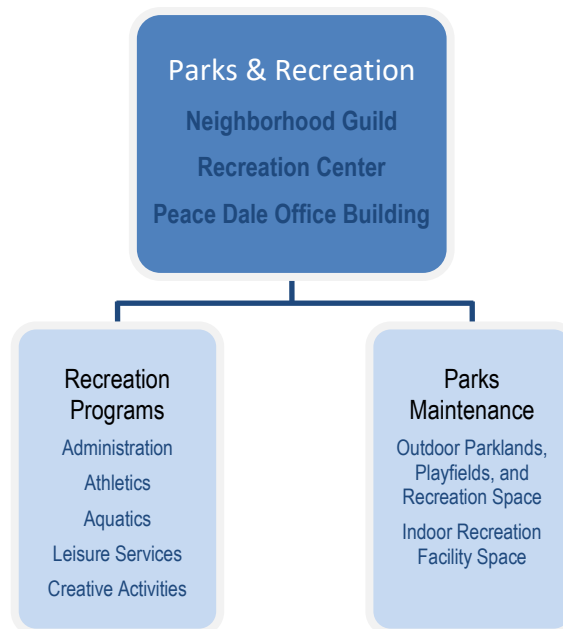 Parks & Recreation
Neighborhood Guild
Recreation Center
Peace Dale Office Building
Recreation
Programs
Administration
Athletics
Aquatics
Leisure Services
Creative Activities
Parks
Maintenance
Outdoor Parklands,
Playfields, and
Recreation Space
Indoor Recreation
Facility Space